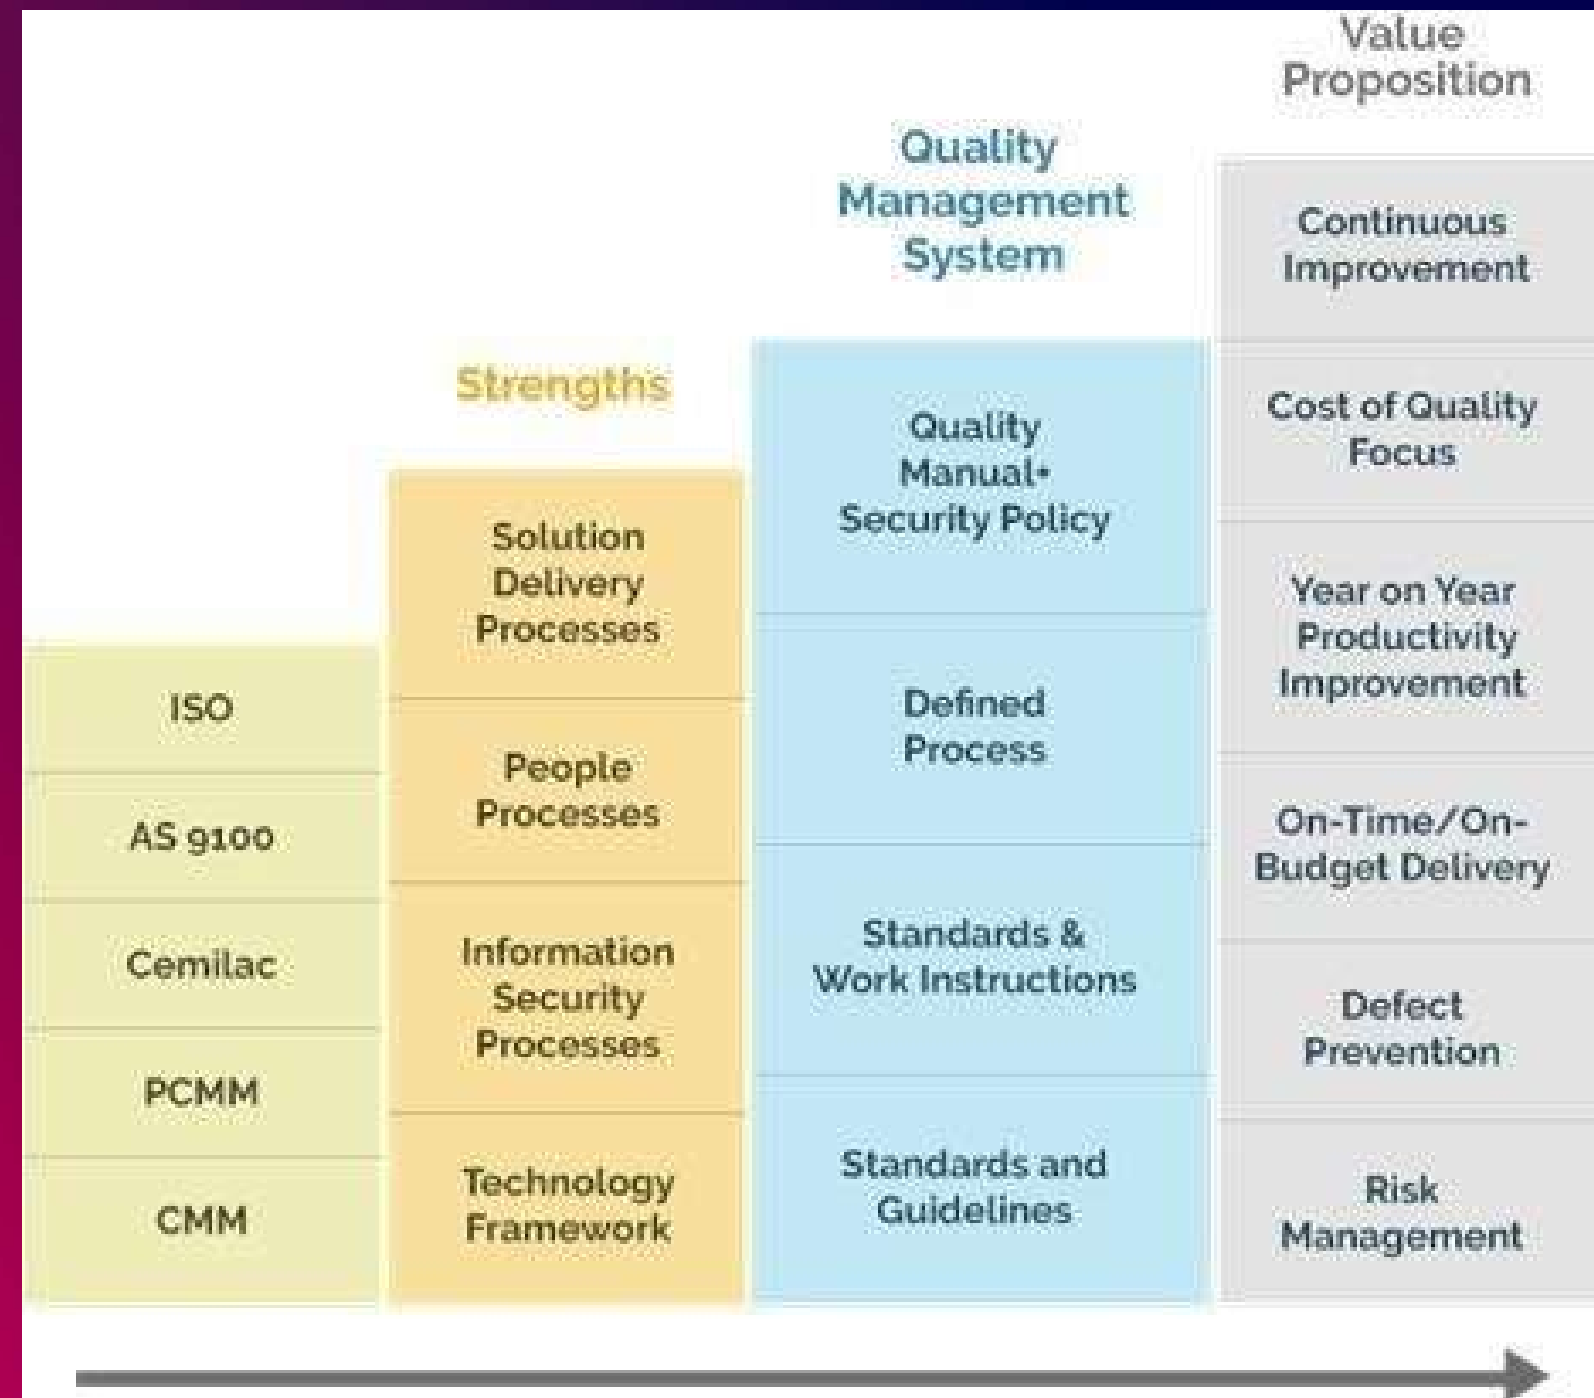 ISO
AS 9100
Cemilac
PCMM
CMM
Strengths
Solution
Delivery
Processes
People
Processes
Information
Security
Processes
Technology
Framework
Quality
Management
System
Quality
Manual+
Security Policy
Defined
Process
Standards &
Work Instructions
Standards and
Guidelines
Value
Proposition
Continuous
Improvement
Cost of Quality
Focus
Year on Year
Productivity
Improvement
On-Time/On-
Budget Delivery
Defect
Prevention
Risk
Management